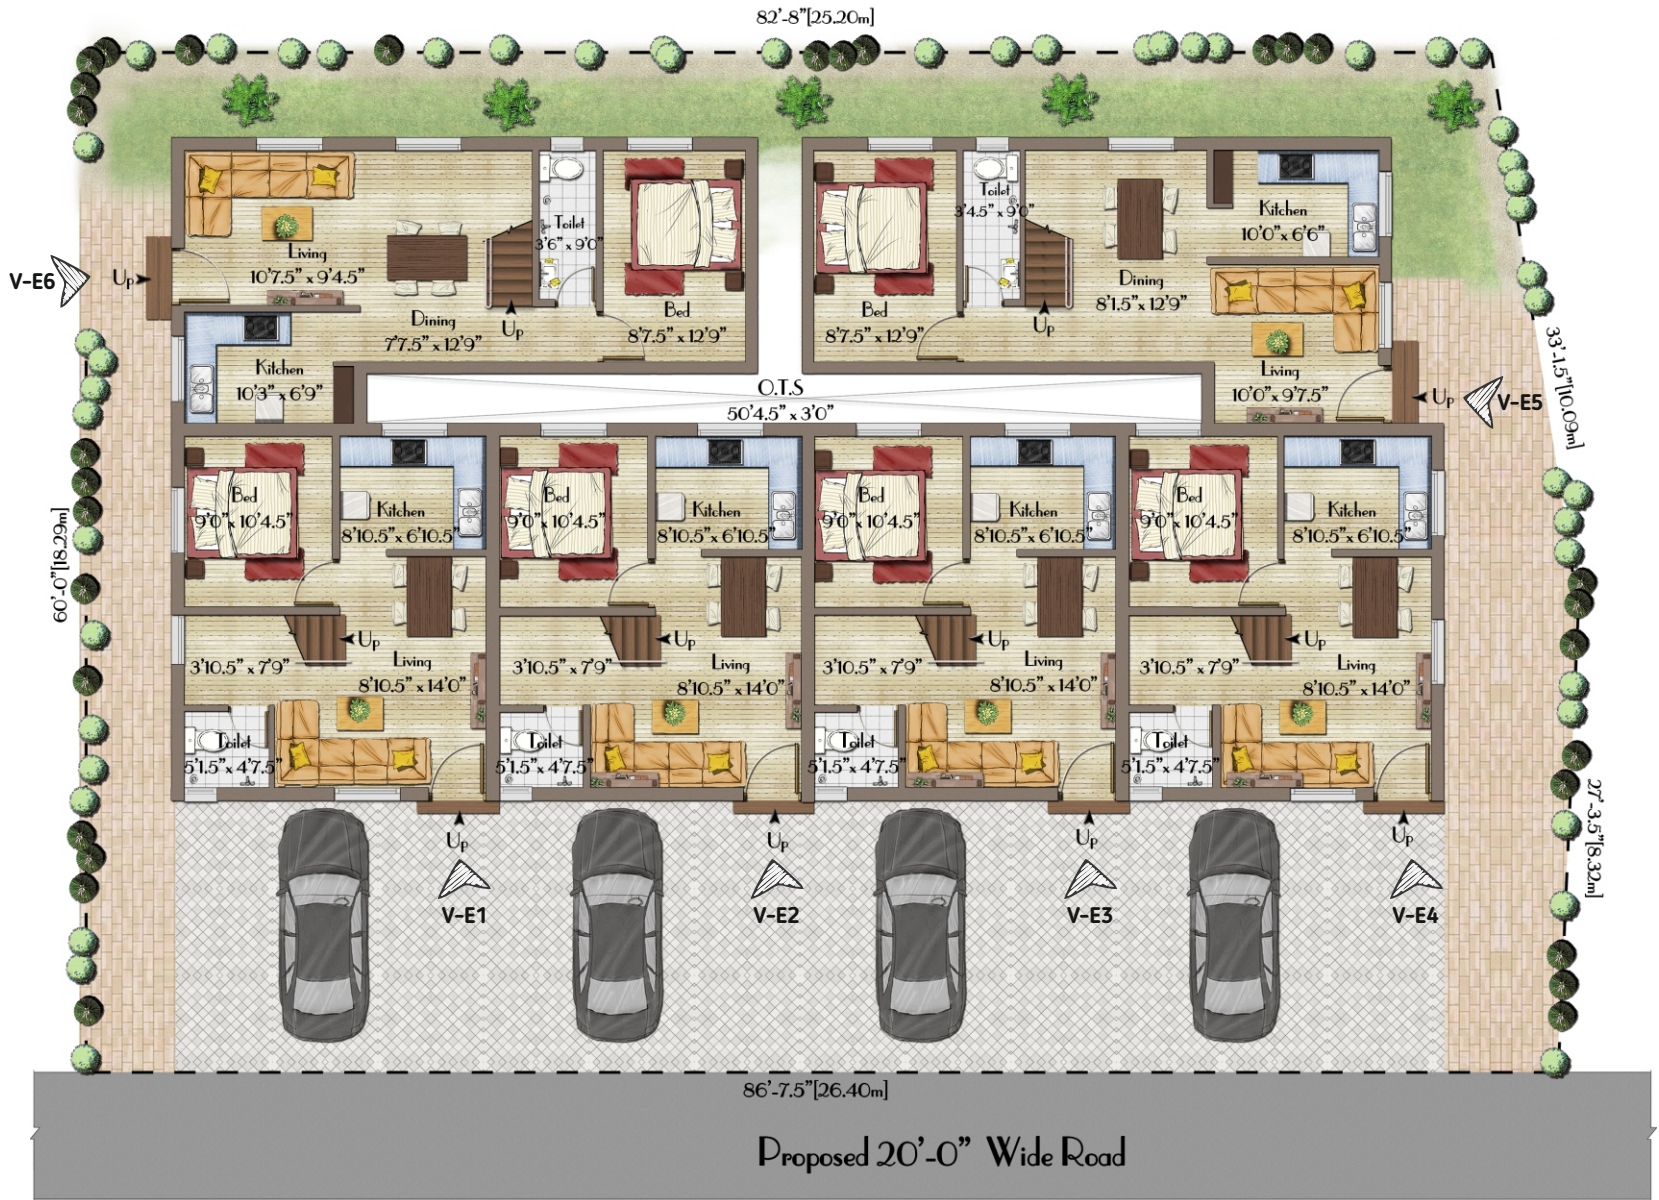 82'-8"[25.20m]
V-E6
Up
Living
10'7.5" x 9'4.5"
Dining
7'7.5" x 12'9"
Up
Toilet
3'6" x 9'0"
Bed
8'7.5" x 12'9"
Kitchen
10'3" x 6'9"
Bed
8'7.5" x 12'9"
Toilet
3'4.5" x 9'0"
Up
Dining
8'1.5" x 12'9"
Kitchen
10'0" x 6'6"
Living
10'0" x 9'7.5"
Up
V-E5
33'-1.5"[10.09m]
O.T.S
50'4.5" x 3'0"
60'-0"[18.29m]
Bed
9'0" x 10'4.5"
Kitchen
8'10.5" x 6'10.5"
Up
3'10.5" x 7'9"
Living
8'10.5" x 14'0"
Toilet
5'1.5" x 4'7.5"
Bed
9'0" x 10'4.5"
Kitchen
8'10.5" x 6'10.5"
Up
3'10.5" x 7'9"
Living
8'10.5" x 14'0"
Toilet
5'1.5" x 4'7.5"
Bed
9'0" x 10'4.5"
Kitchen
8'10.5" x 6'10.5"
Up
3'10.5" x 7'9"
Living
8'10.5" x 14'0"
Toilet
5'1.5" x 4'7.5"
Bed
9'0" x 10'4.5"
Kitchen
8'10.5" x 6'10.5"
Up
3'10.5" x 7'9"
Living
8'10.5" x 14'0"
Toilet
5'1.5" x 4'7.5"
27'-3.5"[8.32m]
Up
V-E1
Up
V-E2
Up
V-E3
Up
V-E4
86'-7.5"[26.40m]
Proposed 20'-0" Wide Road